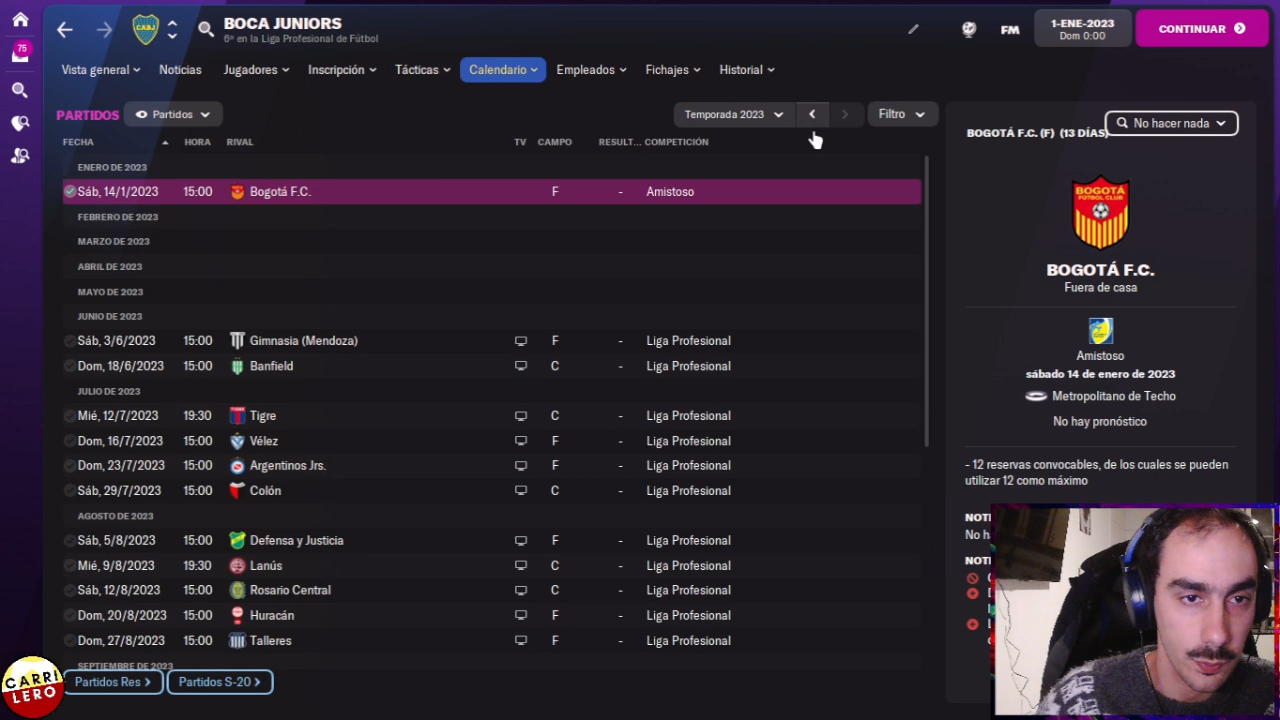 75
BOCA JUNIORS
6ª en la Liga Profesional de Fútbol
FM
1-ENE-2023
Dom 0:00
CONTINUAR
Vista general
Noticias
Jugadores
Inscripción
Tácticas
Calendario
Empleados
Fichajes
Historial
PARTIDOS
Partidos
Temporada 2023
Filtro
FECHA HORA RIVAL TV CAMPO RESULT... COMPETICIÓN
ENERO DE 2023
Sáb, 14/1/2023 15:00 Bogotá F.C. F - Amistoso
FEBRERO DE 2023
MARZO DE 2023
ABRIL DE 2023
MAYO DE 2023
JUNIO DE 2023
Sáb, 3/6/2023 15:00 Gimnasia (Mendoza) F - Liga Profesional
Dom, 18/6/2023 15:00 Banfield C - Liga Profesional
JULIO DE 2023
Mié, 12/7/2023 19:30 Tigre C - Liga Profesional
Dom, 16/7/2023 15:00 Vélez F - Liga Profesional
Dom, 23/7/2023 15:00 Argentinos Jrs. F - Liga Profesional
Sáb, 29/7/2023 15:00 Colón C - Liga Profesional
AGOSTO DE 2023
Sáb, 5/8/2023 15:00 Defensa y Justicia F - Liga Profesional
Mié, 9/8/2023 19:30 Lanús C - Liga Profesional
Sáb, 12/8/2023 15:00 Rosario Central C - Liga Profesional
Dom, 20/8/2023 15:00 Huracán F - Liga Profesional
Dom, 27/8/2023 15:00 Talleres F - Liga Profesional
SEPTIEMBRE DE 2023
Partidos Res
Partidos S-20
CARRI
LERO
BOGOTÁ F.C. (F) (13 DÍAS)
No hacer nada
BOGOTÁ
FÚTBOL CLUB
BOGOTÁ F.C.
Fuera de casa
Amistoso
sábado 14 de enero de 2023
Metropolitano de Techo
No hay pronóstico
- 12 reservas convocables, de los cuales se pueden
utilizar 12 como máximo